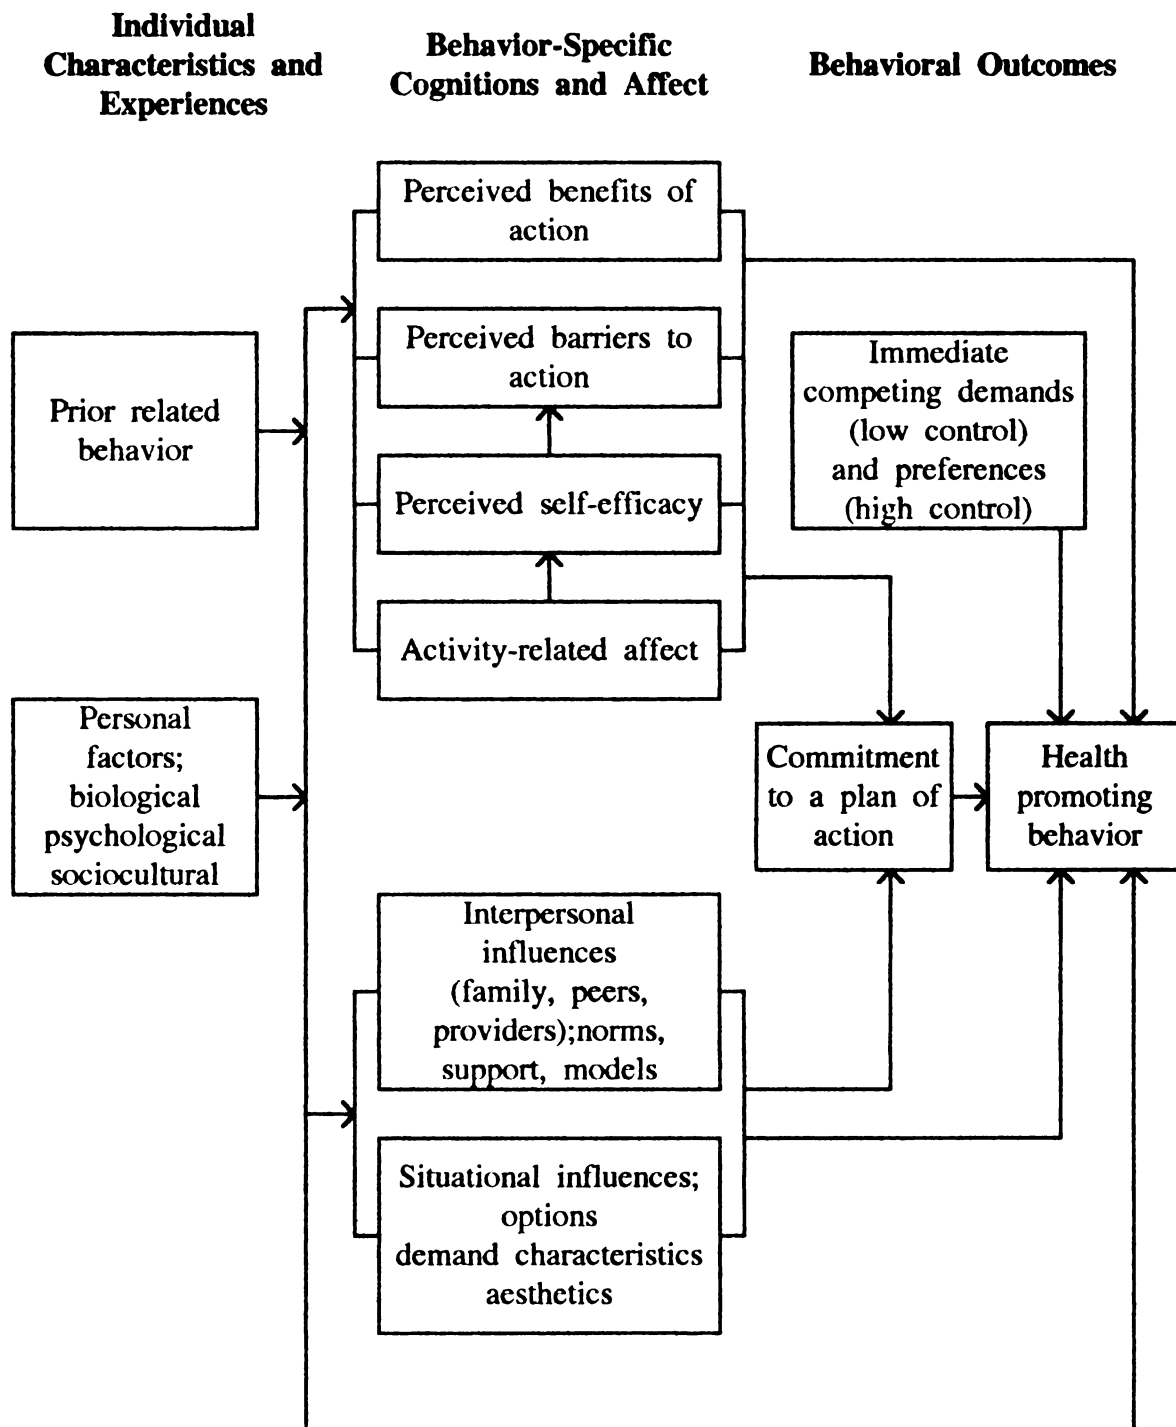 Individual
Characteristics and
Experiences
Behavior-Specific
Cognitions and Affect
Behavioral Outcomes
Perceived benefits of
action
Perceived barriers to
action
Perceived self-efficacy
Activity-related affect
Prior related
behavior
Personal
factors;
biological
psychological
sociocultural
Immediate
competing demands
(low control)
and preferences
(high control)
Commitment
to a plan of
action
Health
promoting
behavior
Interpersonal
influences
(family, peers,
providers);norms,
support, models
Situational influences;
options
demand characteristics
aesthetics